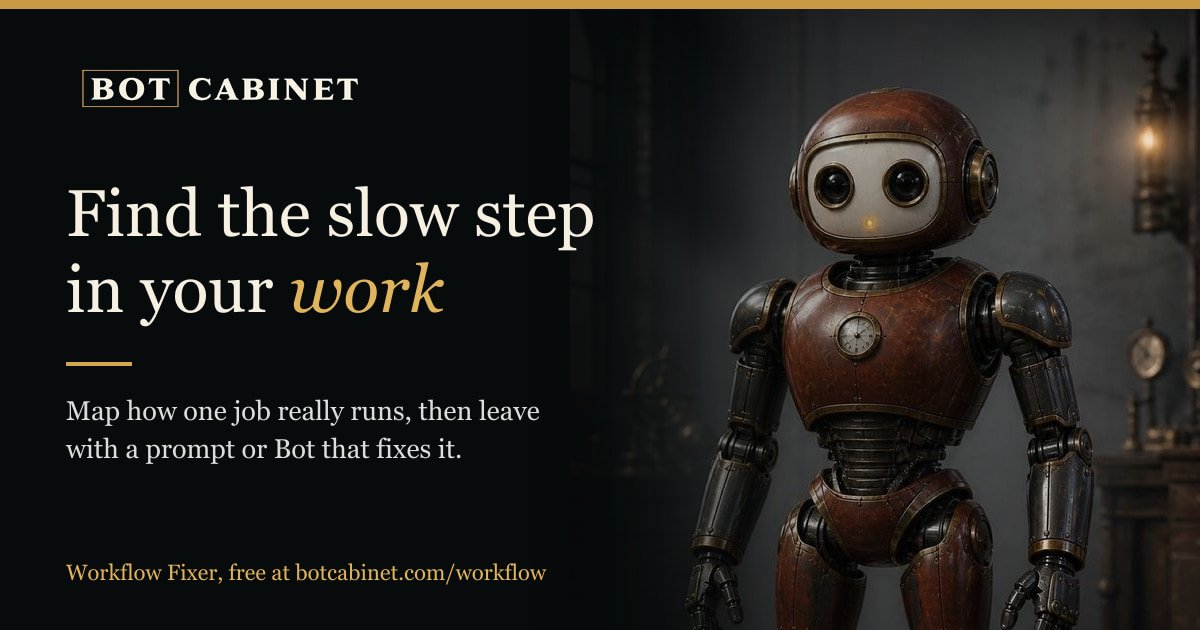 BOT CABINET
Find the slow step
in your work
Map how one job really runs, then leave
with a prompt or Bot that fixes it.
Workflow Fixer, free at botcabinet.com/workflow